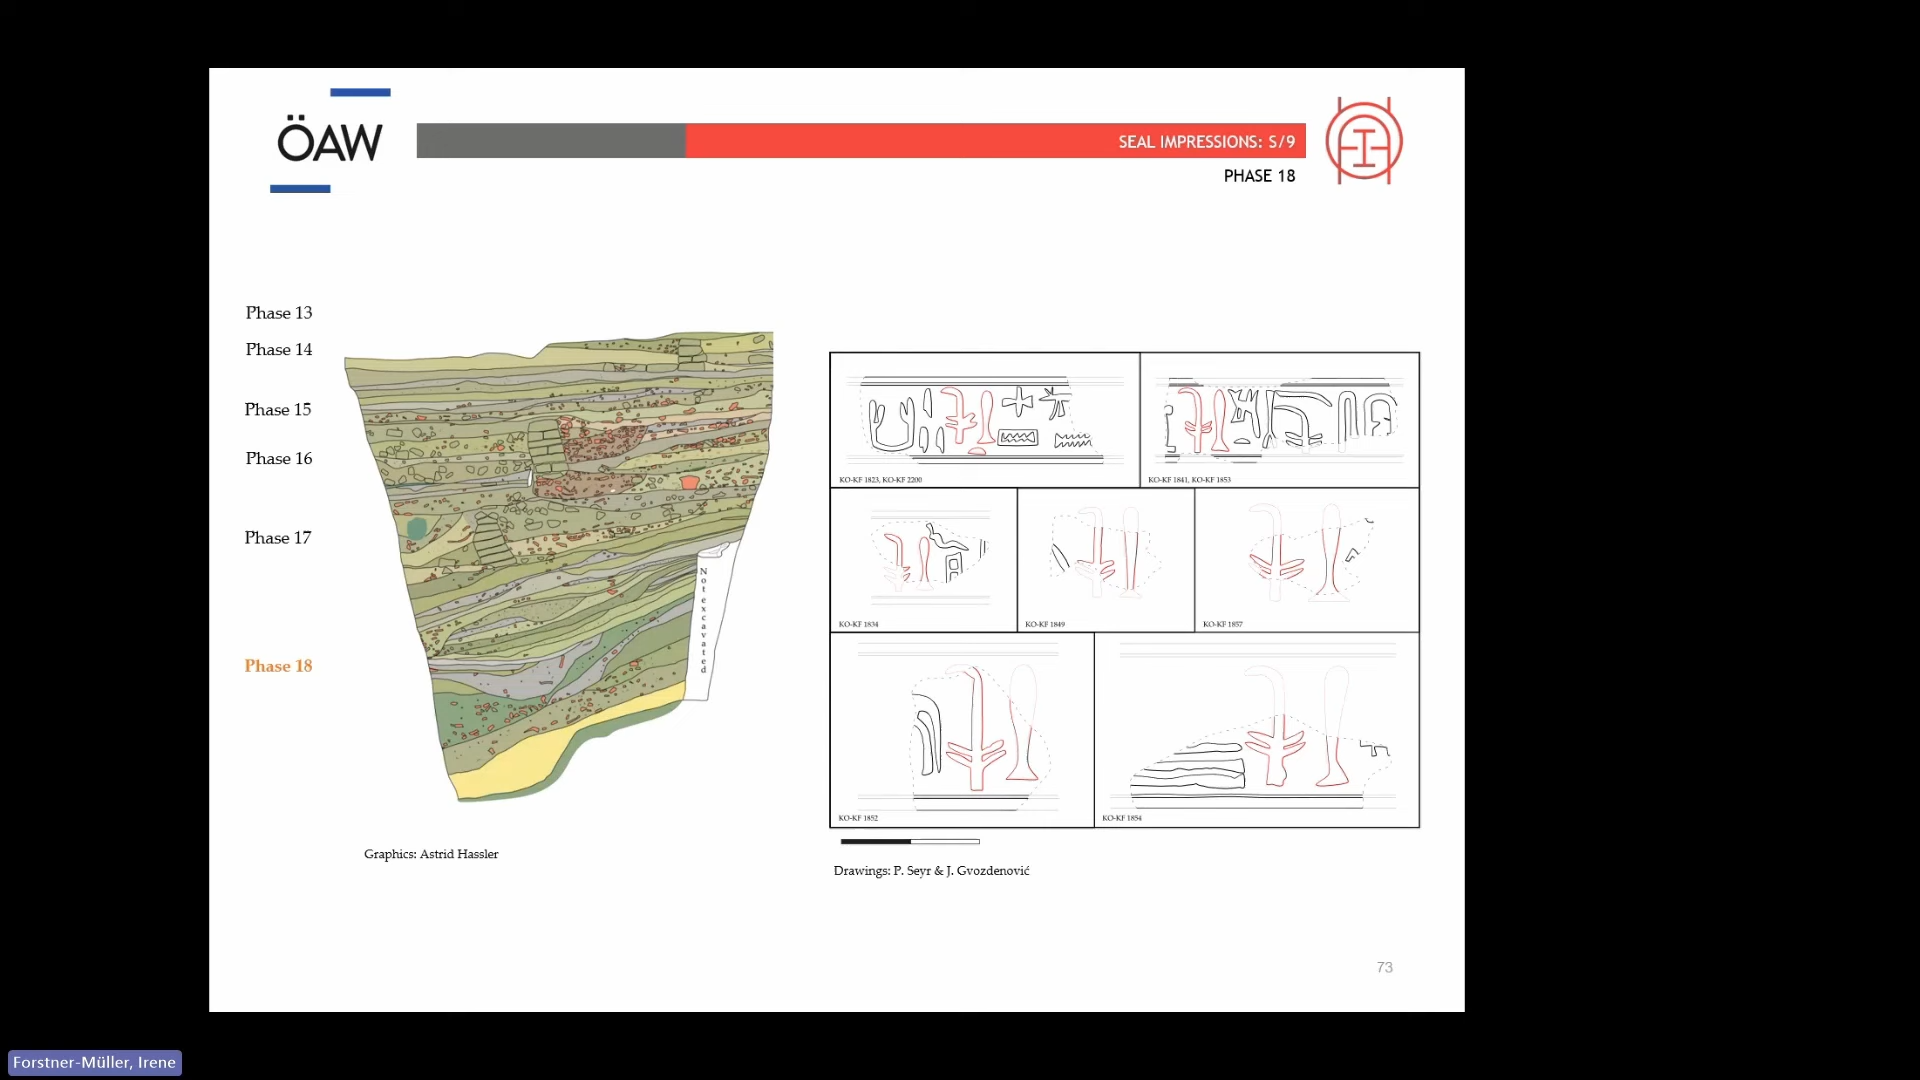 ÖAW
SEAL IMPRESSIONS: S/9
PHASE 18
Phase 13
Phase 14
Phase 15
Phase 16
Phase 17
Phase 18
Not excavated
KO-KF 1823, KO-KF 2200
KO-KF 1841, KO-KF 1853
KO-KF 1834
KO-KF 1849
KO-KF 1857
KO-KF 1852
KO-KF 1854
Graphics: Astrid Hassler
Drawings: P. Seyr & J. Gvozdenović
73
Forstner-Müller, Irene